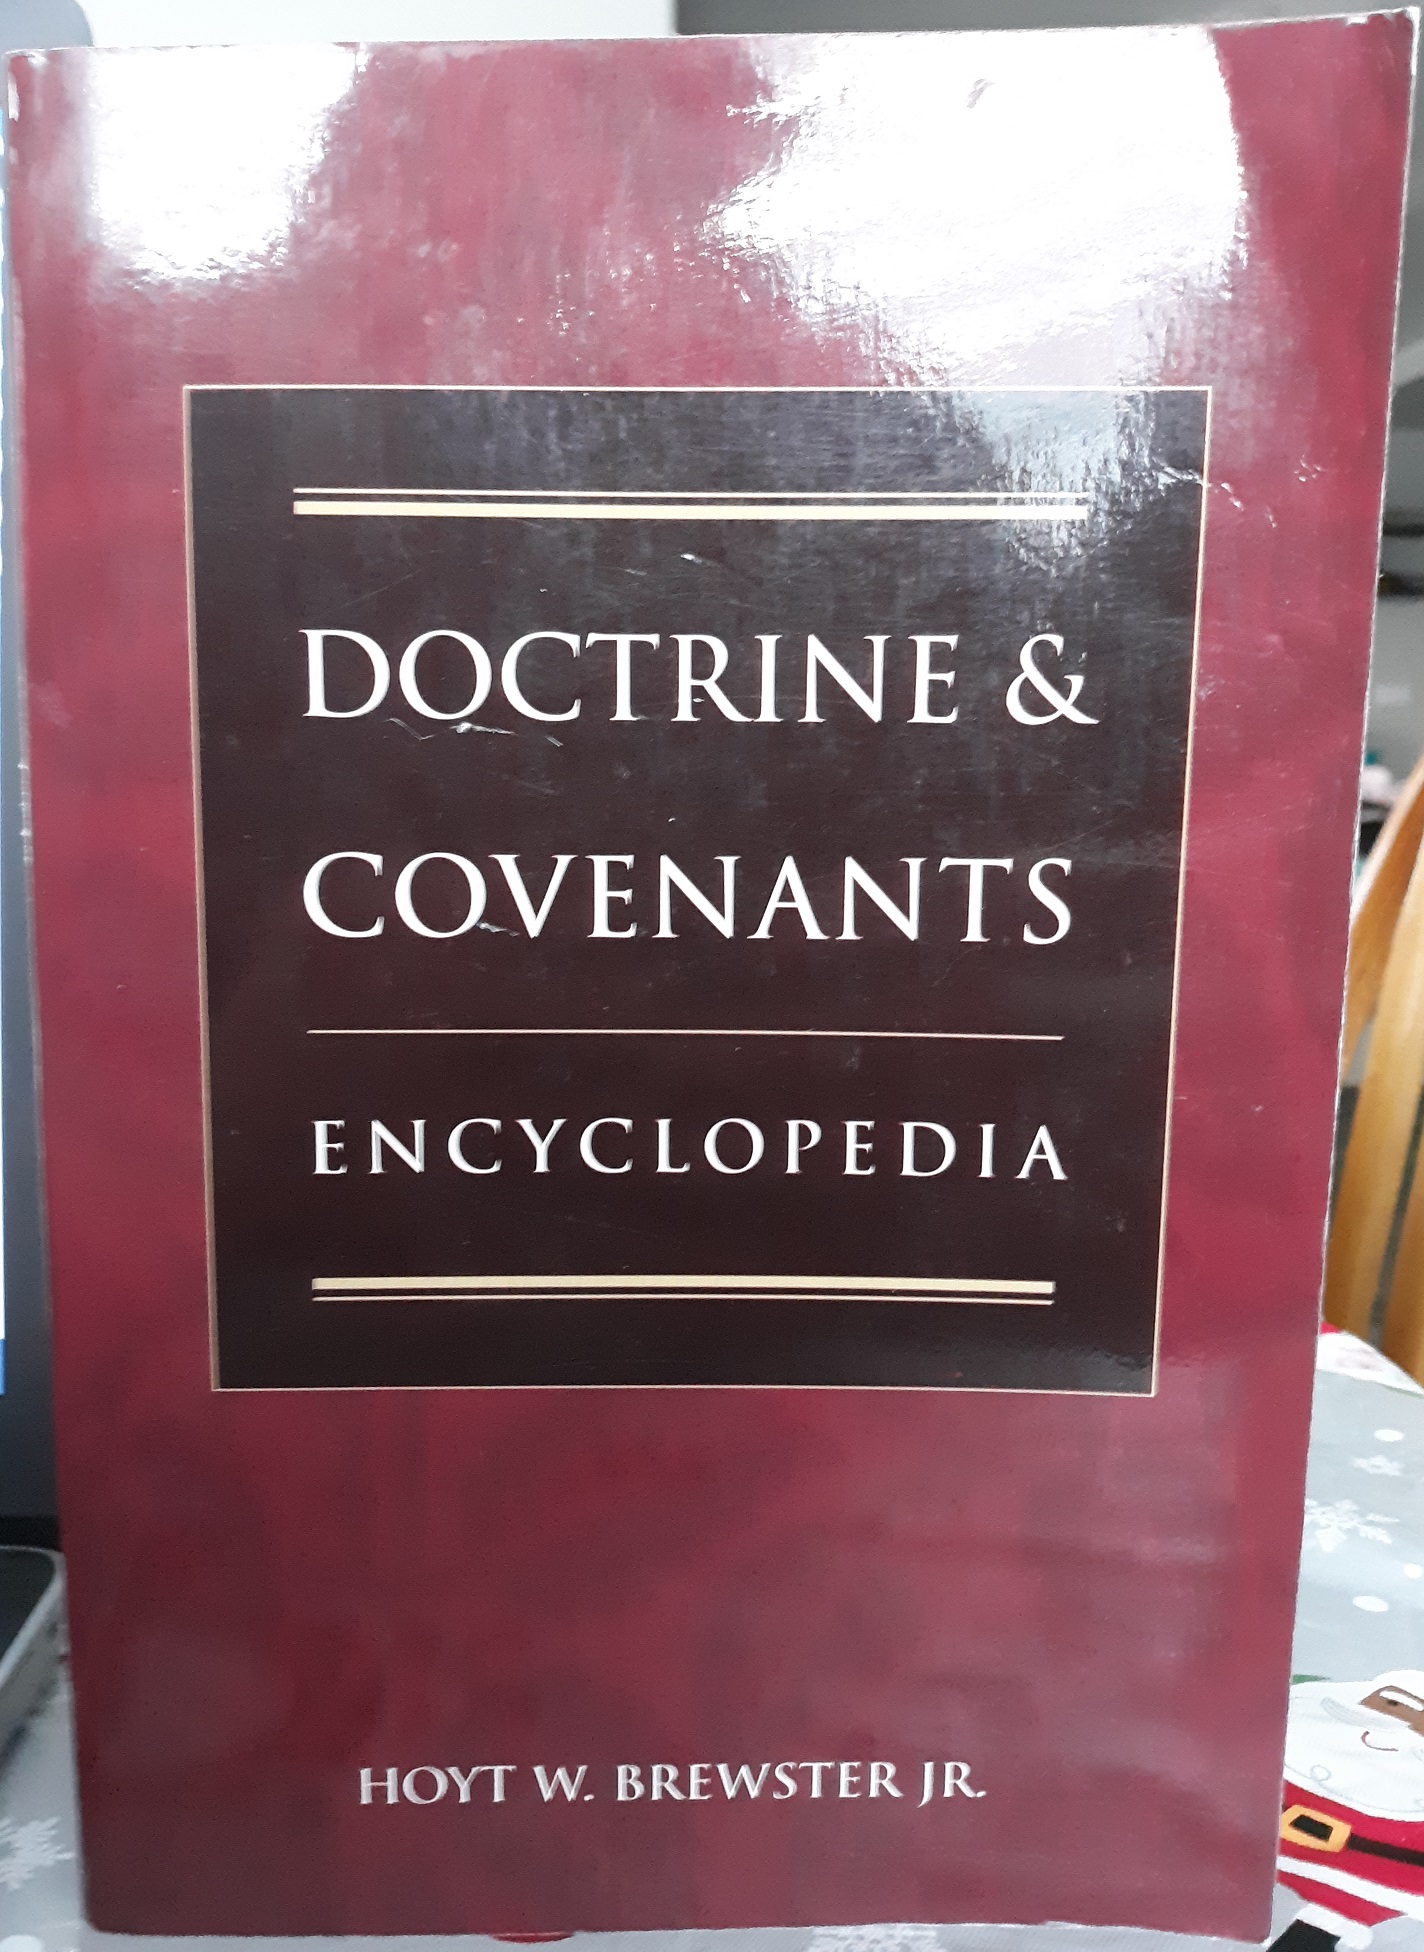 DOCTRINE &
COVENANTS
ENCYCLOPEDIA
HOYT W. BREWSTER JR.